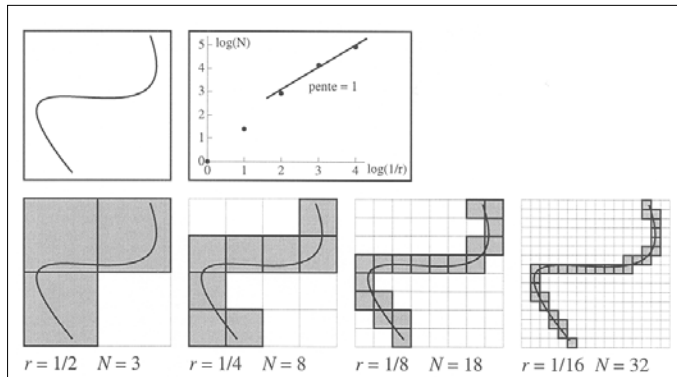 log(N)
5
4
3
2
1
0
pente = 1
0 1 2 3 4
log(1/r)
r = 1/2 N = 3
r = 1/4 N = 8
r = 1/8 N = 18
r = 1/16 N = 32